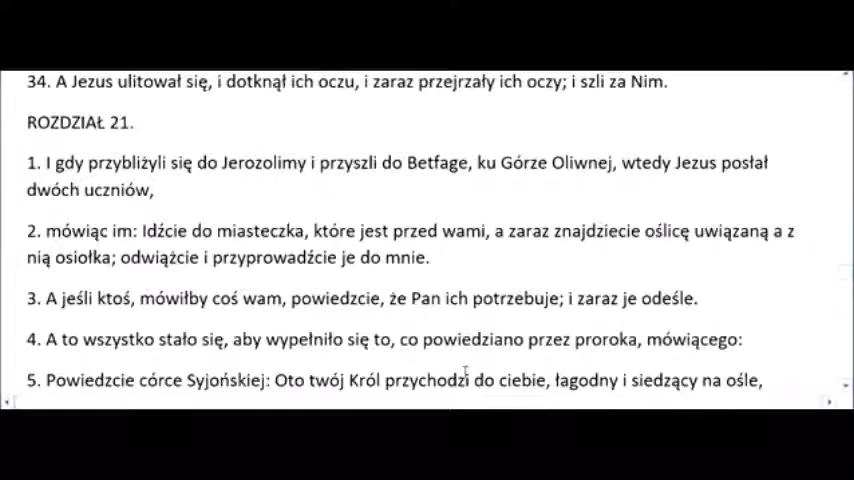 34. A Jezus ulitował się, i dotknął ich oczu, i zaraz przejrzały ich oczy; i szli za Nim.
ROZDZIAŁ 21.
1. I gdy przybliżyli się do Jerozolimy i przyszli do Betfage, ku Górze Oliwnej, wtedy Jezus posłał
dwóch uczniów,
2. mówiąc im: Idźcie do miasteczka, które jest przed wami, a zaraz znajdziecie oślicę uwiązaną a z
nią osiołka; odwiążcie i przyprowadźcie je do mnie.
3. A jeśli ktoś, mówiłby coś wam, powiedzcie, że Pan ich potrzebuje; i zaraz je odeśle.
4. A to wszystko stało się, aby wypełniło się to, co powiedziano przez proroka, mówiącego:
5. Powiedzcie córce Syjońskiej: Oto twój Król przychodzi do ciebie, łagodny i siedzący na ośle,